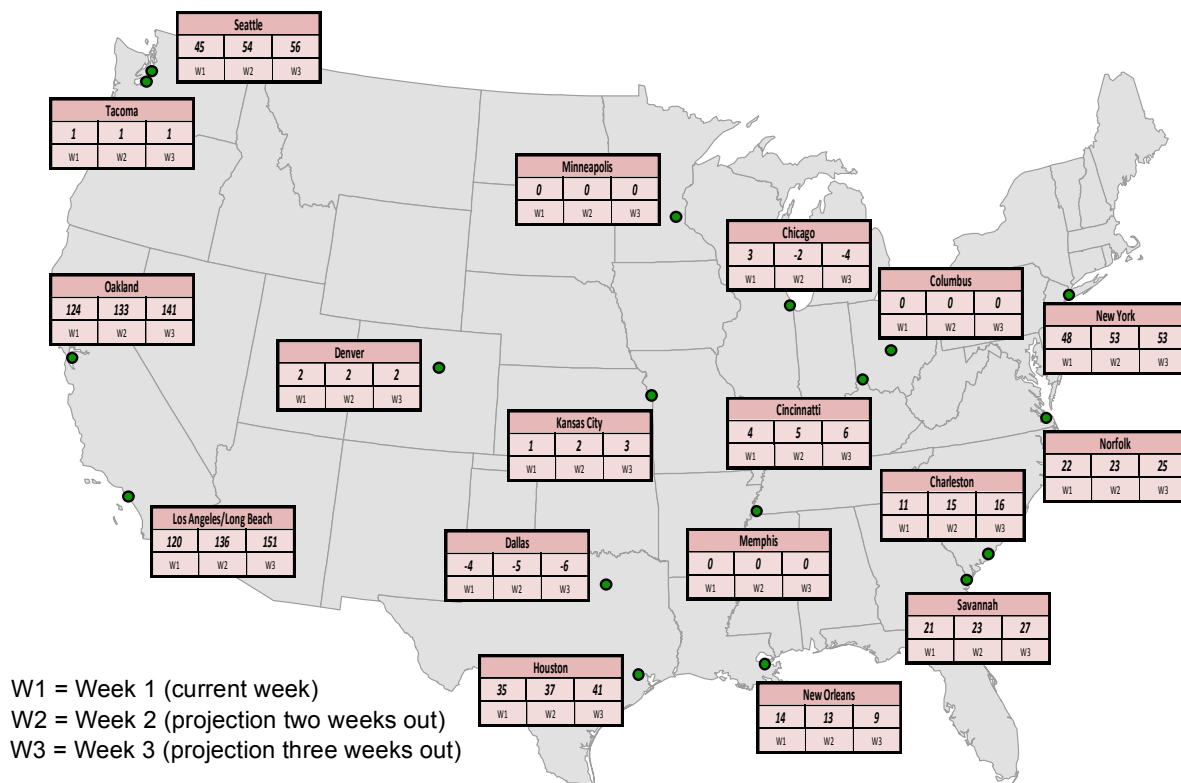 Seattle
45 54 56
W1 W2 W3
Tacoma
1 1 1
W1 W2 W3
Minneapolis
0 0 0
W1 W2 W3
Chicago
3 -2 -4
W1 W2 W3
Oakland
124 133 141
W1 W2 W3
Columbus
0 0 0
W1 W2 W3
New York
48 53 53
W1 W2 W3
Denver
2 2 2
W1 W2 W3
Kansas City
1 2 3
W1 W2 W3
Cincinnatti
4 5 6
W1 W2 W3
Norfolk
22 23 25
W1 W2 W3
Charleston
11 15 16
W1 W2 W3
Los Angeles/Long Beach
120 136 151
W1 W2 W3
Dallas
-4 -5 -6
W1 W2 W3
Memphis
0 0 0
W1 W2 W3
Savannah
21 23 27
W1 W2 W3
Houston
35 37 41
W1 W2 W3
New Orleans
14 13 9
W1 W2 W3
W1 = Week 1 (current week)
W2 = Week 2 (projection two weeks out)
W3 = Week 3 (projection three weeks out)